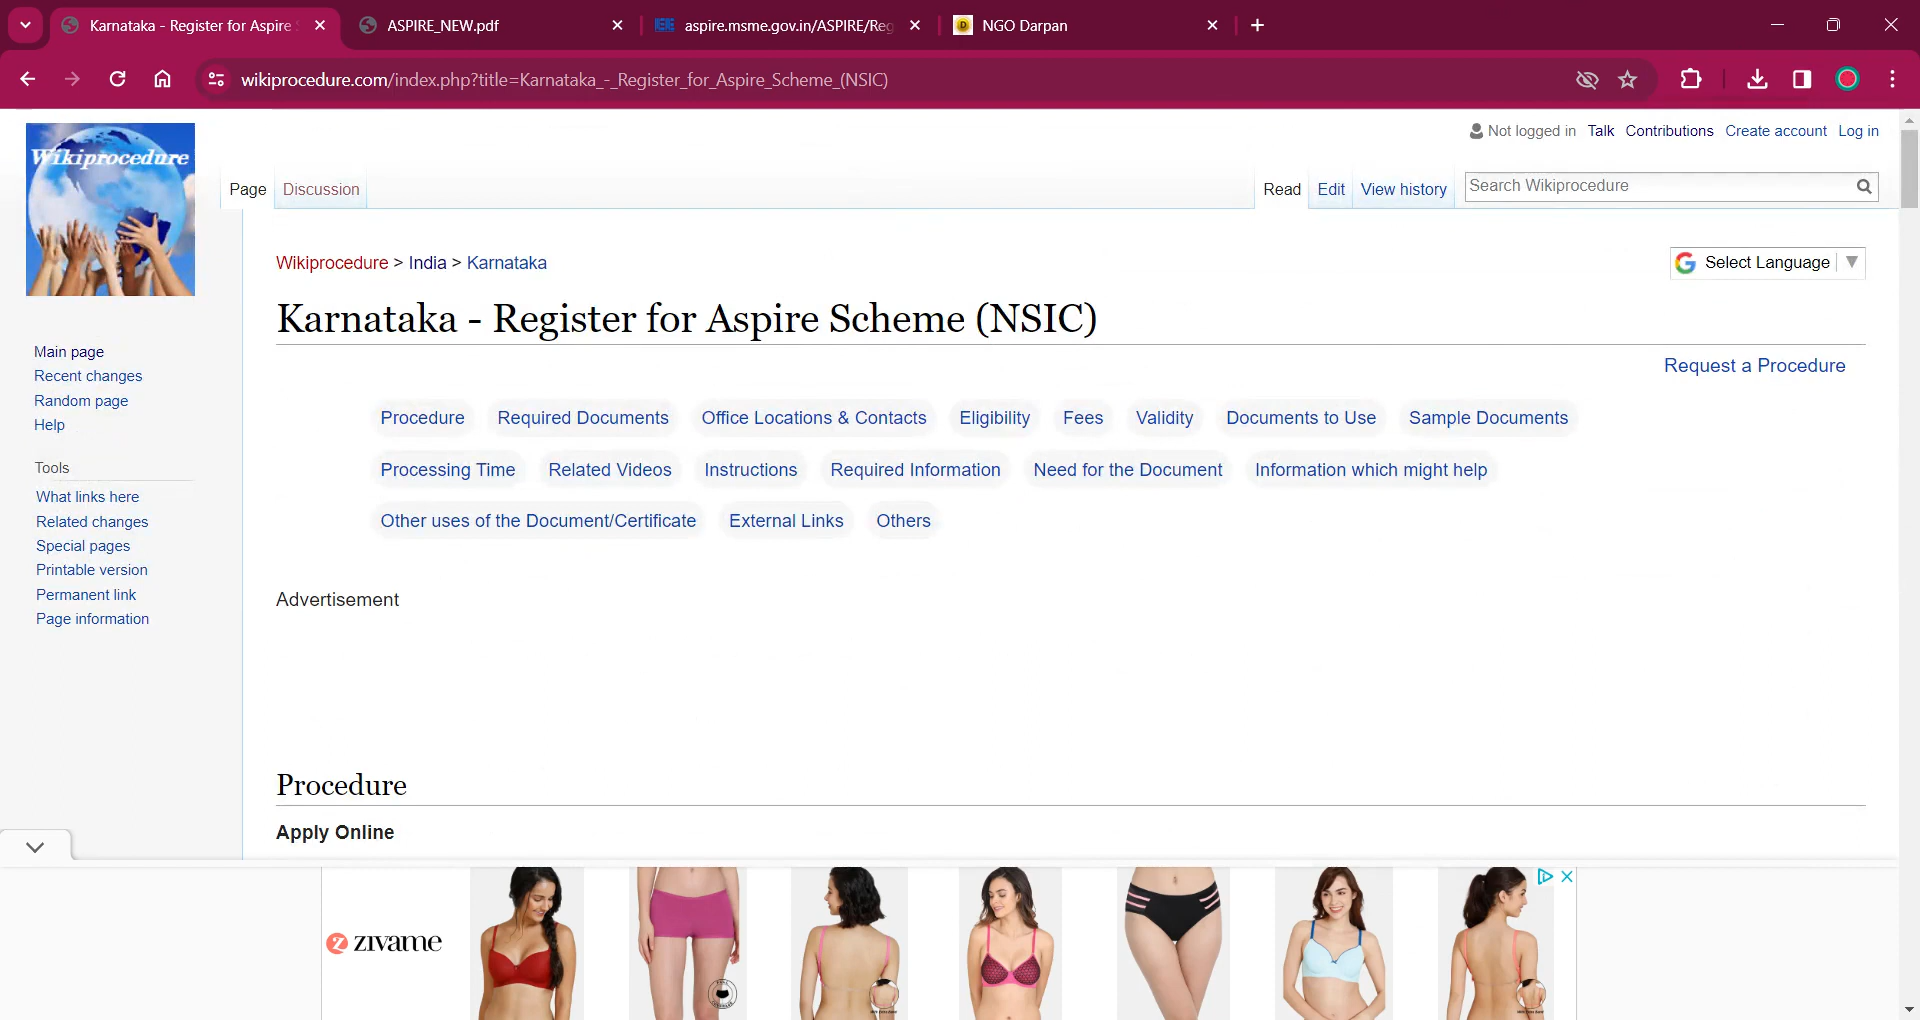 Karnataka - Register for Aspire
ASPIRE_NEW.pdf
aspire.msme.gov.in/ASPIRE/Reg
NGO Darpan
wikiprocedure.com/index.php?title=Karnataka_-_Register_for_Aspire_Scheme_(NSIC)
Wikiprocedure
Not logged in Talk Contributions Create account Log in
Page Discussion Read Edit View history Search Wikiprocedure
Wikiprocedure > India > Karnataka
Select Language
Karnataka - Register for Aspire Scheme (NSIC)
Request a Procedure
Main page
Recent changes
Random page
Help
Tools
What links here
Related changes
Special pages
Printable version
Permanent link
Page information
Procedure Required Documents Office Locations & Contacts Eligibility Fees Validity Documents to Use Sample Documents
Processing Time Related Videos Instructions Required Information Need for the Document Information which might help
Other uses of the Document/Certificate External Links Others
Advertisement
Procedure
Apply Online
zivame